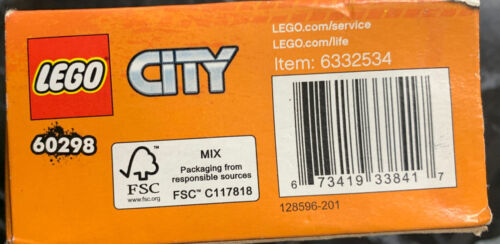 LEGO
CITY
60298
FSC
www.fsc.org
MIX
Packaging from
responsible sources
FSC™ C117818
LEGO.com/service
LEGO.com/life
Item: 6332534
6 73419 33841 7
128596-201